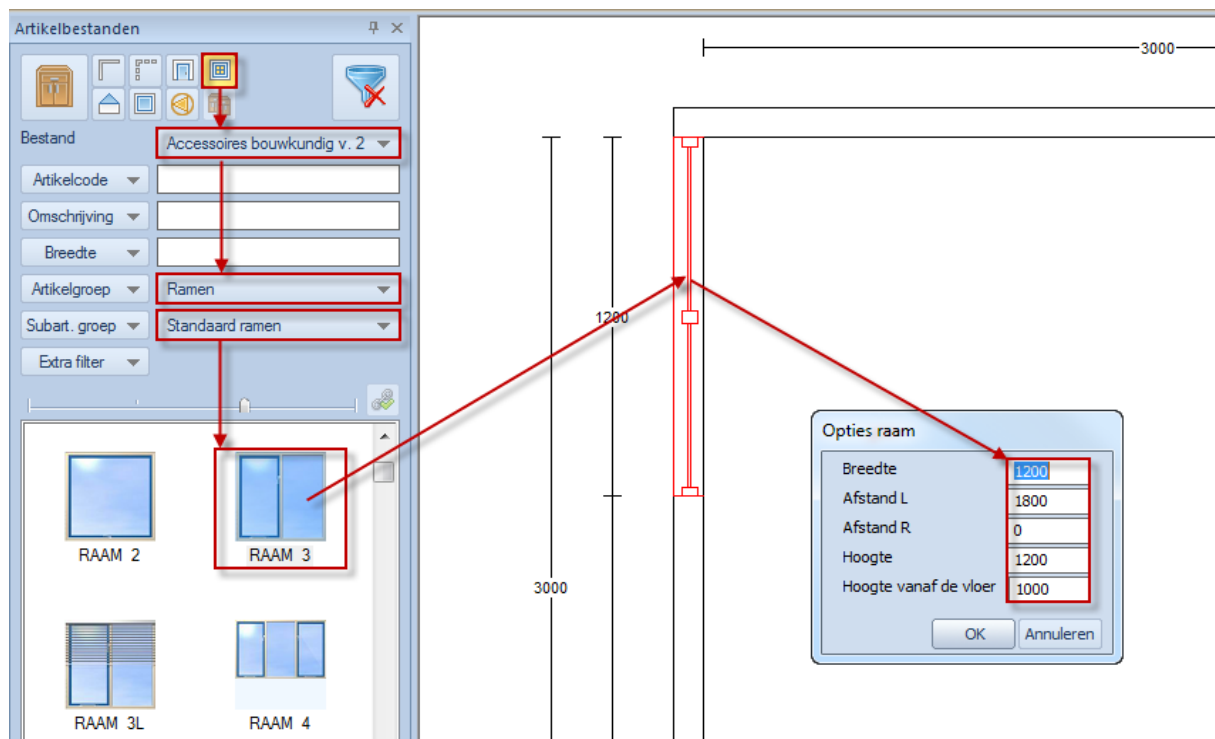 Artikelbestanden
Bestand
Accessoires bouwkundig v. 2
Artikelcode
Omschrijving
Breedte
Artikelgroep
Ramen
Subart. groep
Standaard ramen
Extra filter
RAAM 2
RAAM 3
RAAM 3L
RAAM 4
3000
1200
3000
Opties raam
Breedte 1200
Afstand L 1800
Afstand R 0
Hoogte 1200
Hoogte vanaf de vloer 1000
OK Annuleren